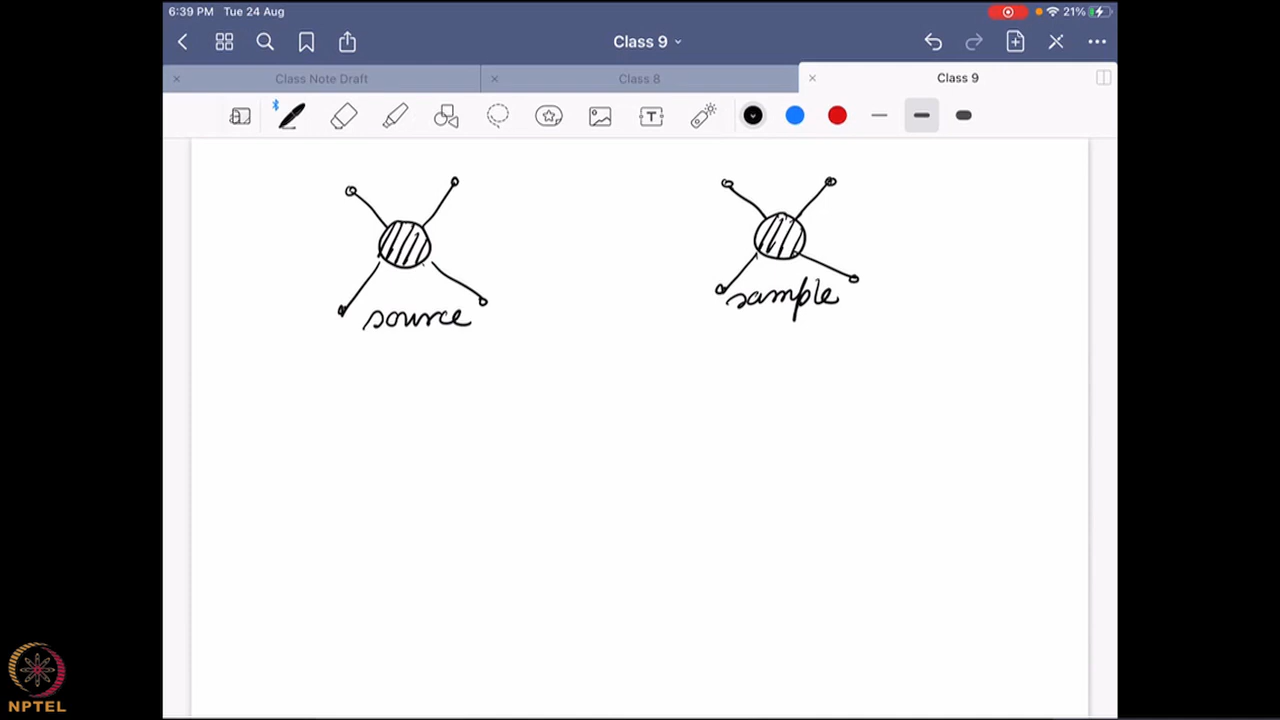 6:39 PM Tue 24 Aug 21%
Class 9
Class Note Draft Class 8 Class 9
T
source
sample
NPTEL